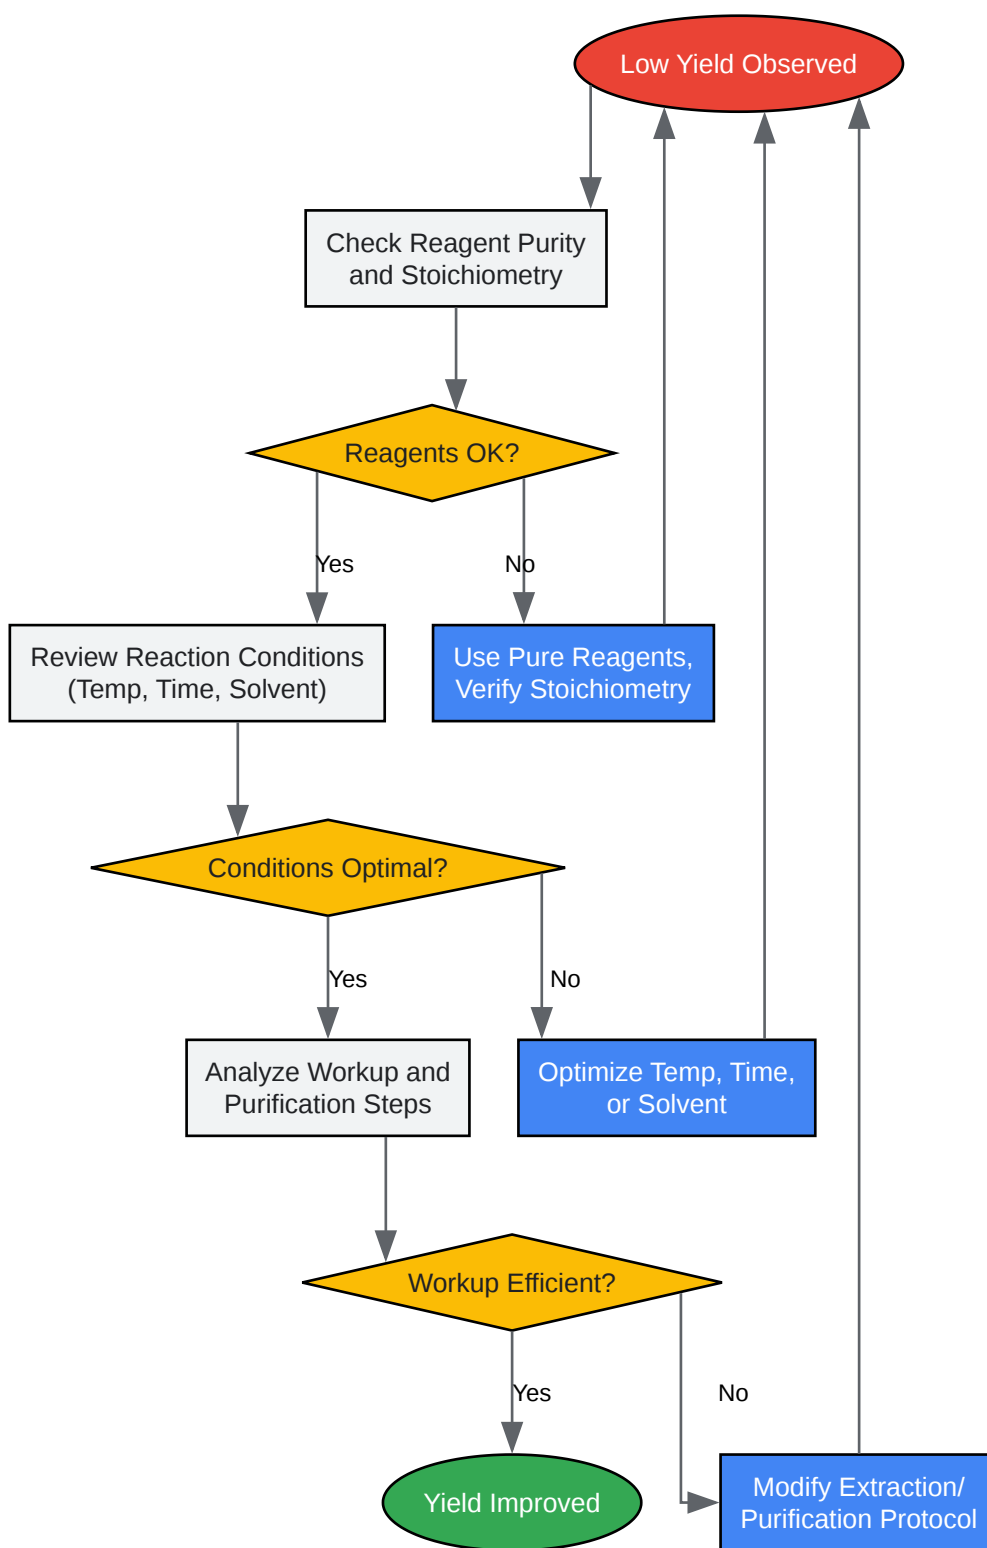 Low Yield Observed
Check Reagent Purity
and Stoichiometry
Reagents OK?
Yes
No
Review Reaction Conditions
(Temp, Time, Solvent)
Use Pure Reagents,
Verify Stoichiometry
Conditions Optimal?
Yes
No
Analyze Workup and
Purification Steps
Optimize Temp, Time,
or Solvent
Workup Efficient?
Yes
No
Yield Improved
Modify Extraction/
Purification Protocol